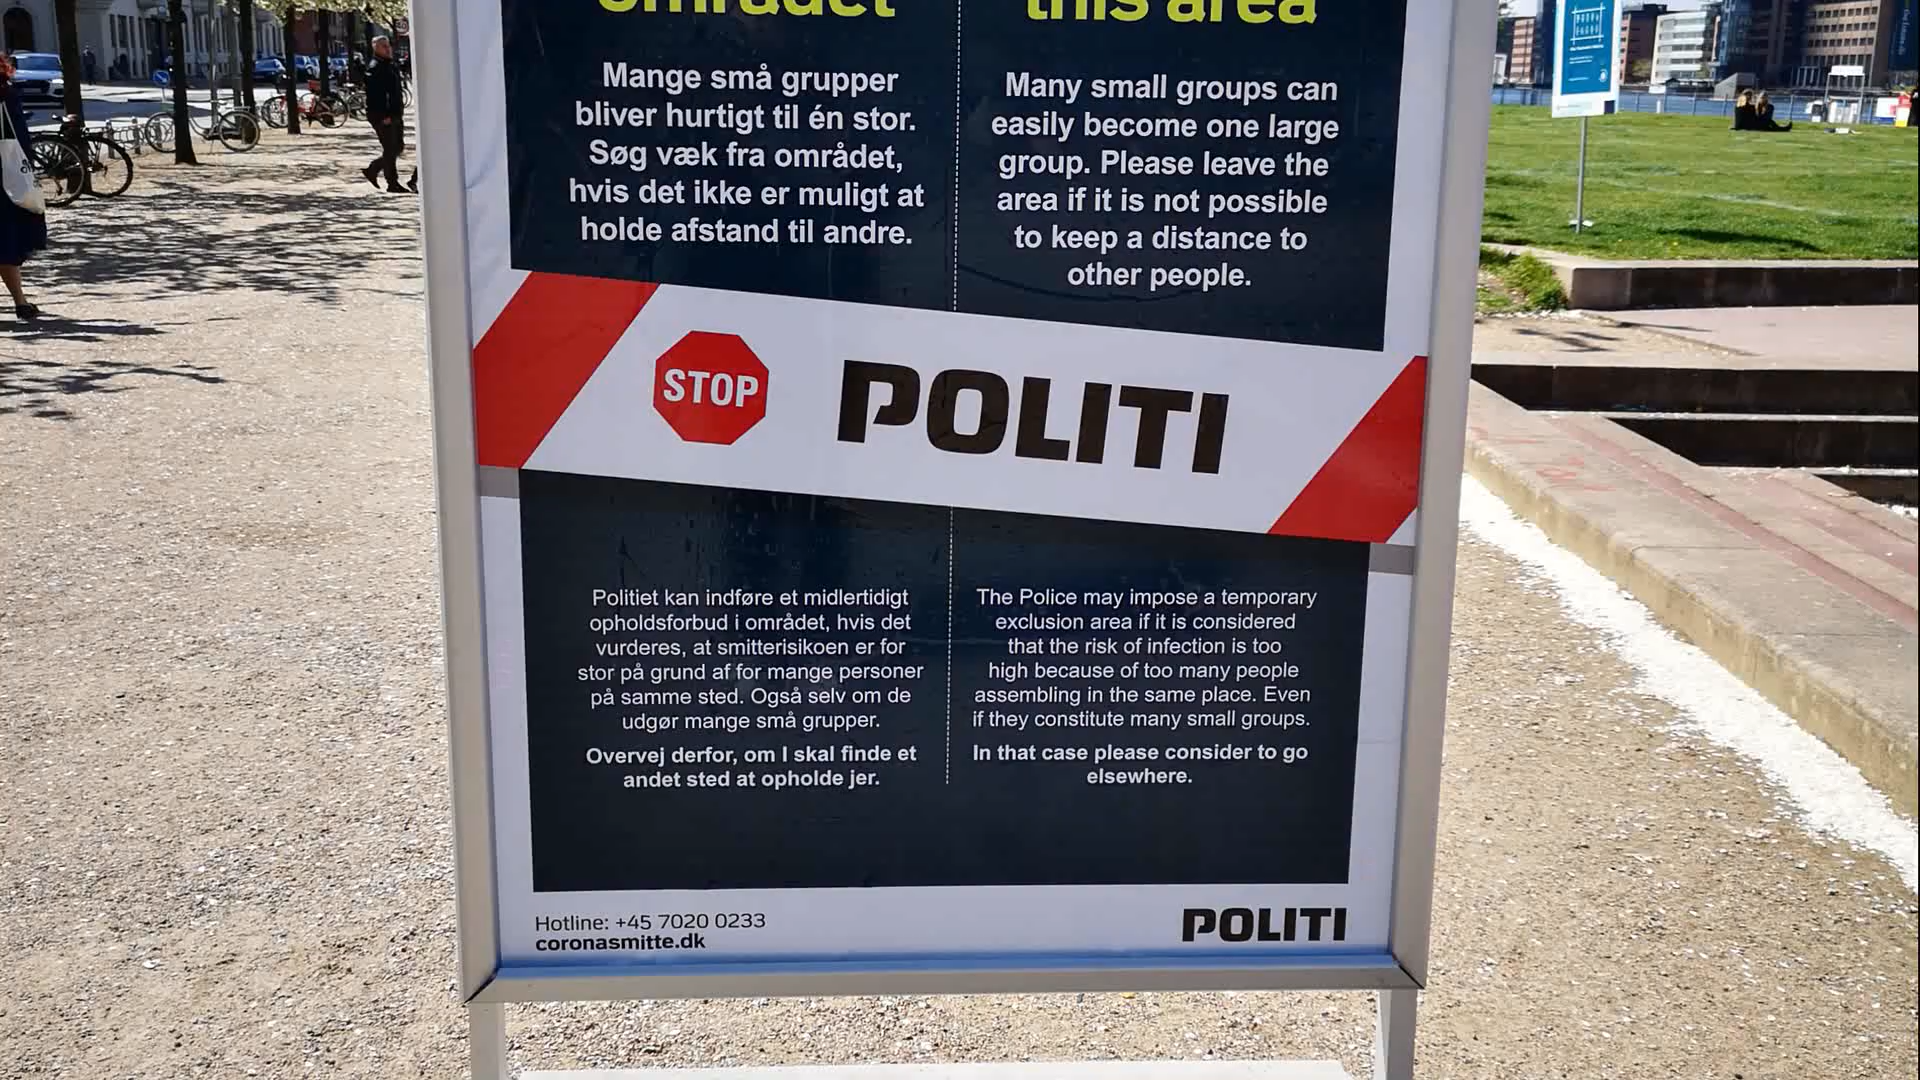 området
this area
Mange små grupper
bliver hurtigt til én stor.
Søg væk fra området,
hvis det ikke er muligt at
holde afstand til andre.
Many small groups can
easily become one large
group. Please leave the
area if it is not possible
to keep a distance to
other people.
STOP
POLITI
Politiet kan indføre et midlertidigt
opholdsforbud i området, hvis det
vurderes, at smitterisikoen er for
stor på grund af for mange personer
på samme sted. Også selv om de
udgør mange små grupper.
Overvej derfor, om I skal finde et
andet sted at opholde jer.
The Police may impose a temporary
exclusion area if it is considered
that the risk of infection is too
high because of too many people
assembling in the same place. Even
if they constitute many small groups.
In that case please consider to go
elsewhere.
Hotline: +45 7020 0233
coronasmitte.dk
POLITI